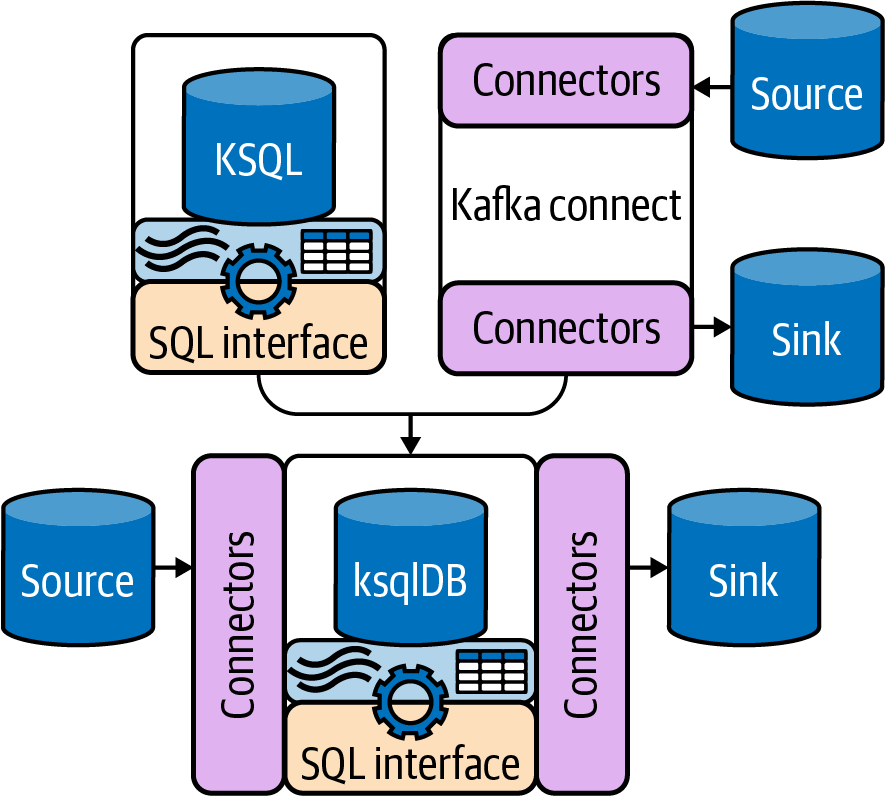 KSQL
SQL interface
Connectors
Source
Kafka connect
Connectors
Sink
Source
Connectors
ksqlDB
SQL interface
Connectors
Sink